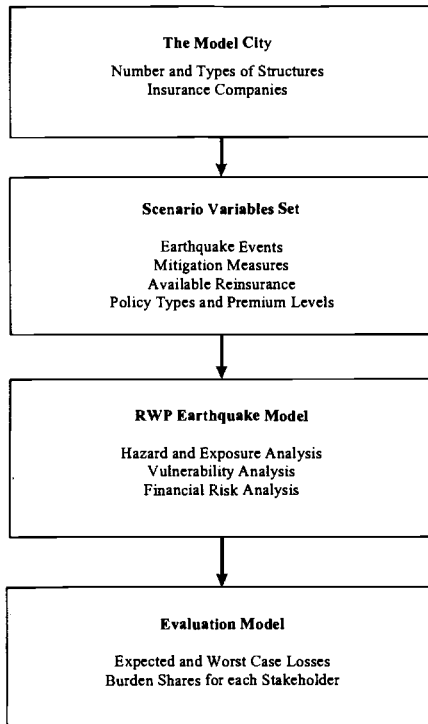 The Model City
Number and Types of Structures
Insurance Companies
Scenario Variables Set
Earthquake Events
Mitigation Measures
Available Reinsurance
Policy Types and Premium Levels
RWP Earthquake Model
Hazard and Exposure Analysis
Vulnerability Analysis
Financial Risk Analysis
Evaluation Model
Expected and Worst Case Losses
Burden Shares for each Stakeholder